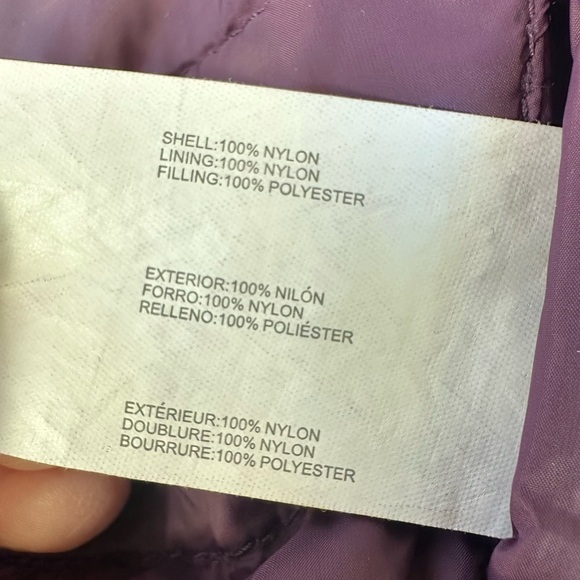 SHELL:100% NYLON
LINING:100% NYLON
FILLING:100% POLYESTER
EXTERIOR:100% NILÓN
FORRO:100% NYLON
RELLENO:100% POLIÉSTER
EXTÉRIEUR:100% NYLON
DOUBLURE:100% NYLON
BOURRURE:100% POLYESTER